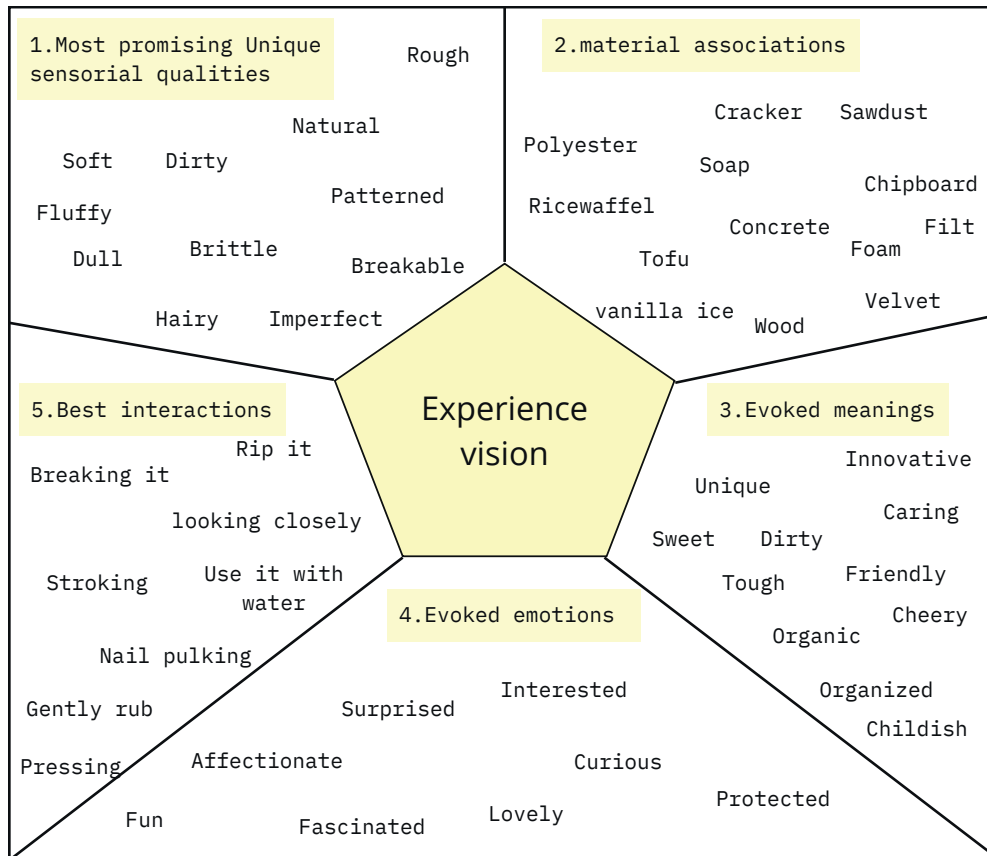 1.Most promising Unique
sensorial qualities
Rough
Natural
Soft
Dirty
Patterned
Fluffy
Brittle
Dull
Breakable
Hairy
Imperfect
2.material associations
Cracker
Sawdust
Polyester
Soap
Chipboard
Ricewaffel
Concrete
Filt
Foam
Tofu
vanilla ice
Velvet
Wood
Experience
vision
3.Evoked meanings
Innovative
Unique
Caring
Sweet
Dirty
Tough
Friendly
Cheery
Organic
Organized
Childish
4.Evoked emotions
Interested
Surprised
Affectionate
Curious
Protected
Fun
Fascinated
Lovely
5.Best interactions
Rip it
Breaking it
looking closely
Stroking
Use it with
water
Nail pulking
Gently rub
Pressing